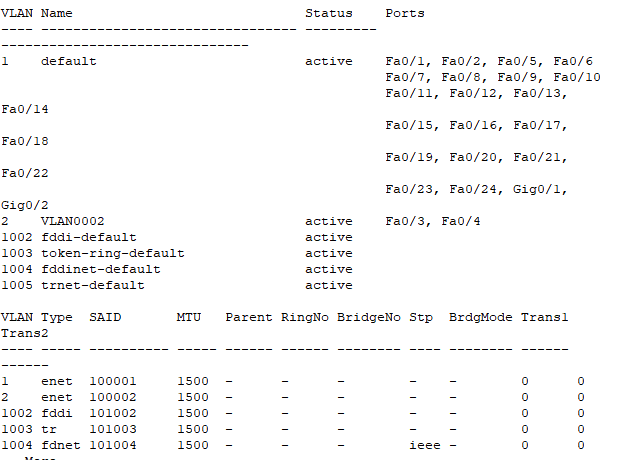 VLAN Name                             Status    Ports
---- -------------------------------- ---------
-------------------------------
1    default                          active    Fa0/1, Fa0/2, Fa0/5, Fa0/6
                                                Fa0/7, Fa0/8, Fa0/9, Fa0/10
                                                Fa0/11, Fa0/12, Fa0/13,
Fa0/14
                                                Fa0/15, Fa0/16, Fa0/17,
Fa0/18
                                                Fa0/19, Fa0/20, Fa0/21,
Fa0/22
                                                Fa0/23, Fa0/24, Gig0/1,
Gig0/2
2    VLAN0002                         active    Fa0/3, Fa0/4
1002 fddi-default                     active
1003 token-ring-default               active
1004 fddinet-default                  active
1005 trnet-default                    active

VLAN Type  SAID       MTU   Parent RingNo BridgeNo Stp  BrdgMode Trans1
Trans2
---- ----- ---------- ----- ------ ------ -------- ---- -------- ------
------
1    enet  100001     1500  -      -      -        -    -        0      0
2    enet  100002     1500  -      -      -        -    -        0      0
1002 fddi  101002     1500  -      -      -        -    -        0      0
1003 tr    101003     1500  -      -      -        -    -        0      0
1004 fdnet 101004     1500  -      -      -        ieee -        0      0